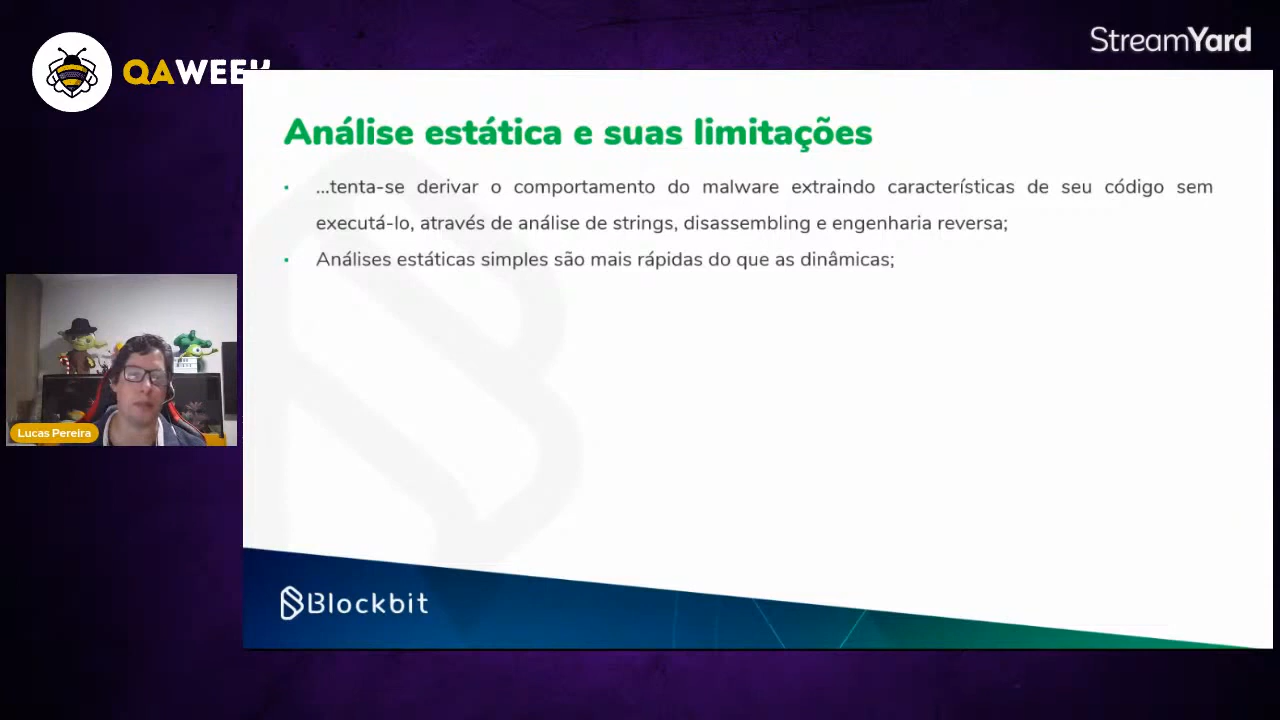 StreamYard
QAWEEK
Análise estática e suas limitações
• ...tenta-se derivar o comportamento do malware extraindo características de seu código sem
executá-lo, através de análise de strings, disassembling e engenharia reversa;
• Análises estáticas simples são mais rápidas do que as dinâmicas;
Lucas Pereira
Blockbit